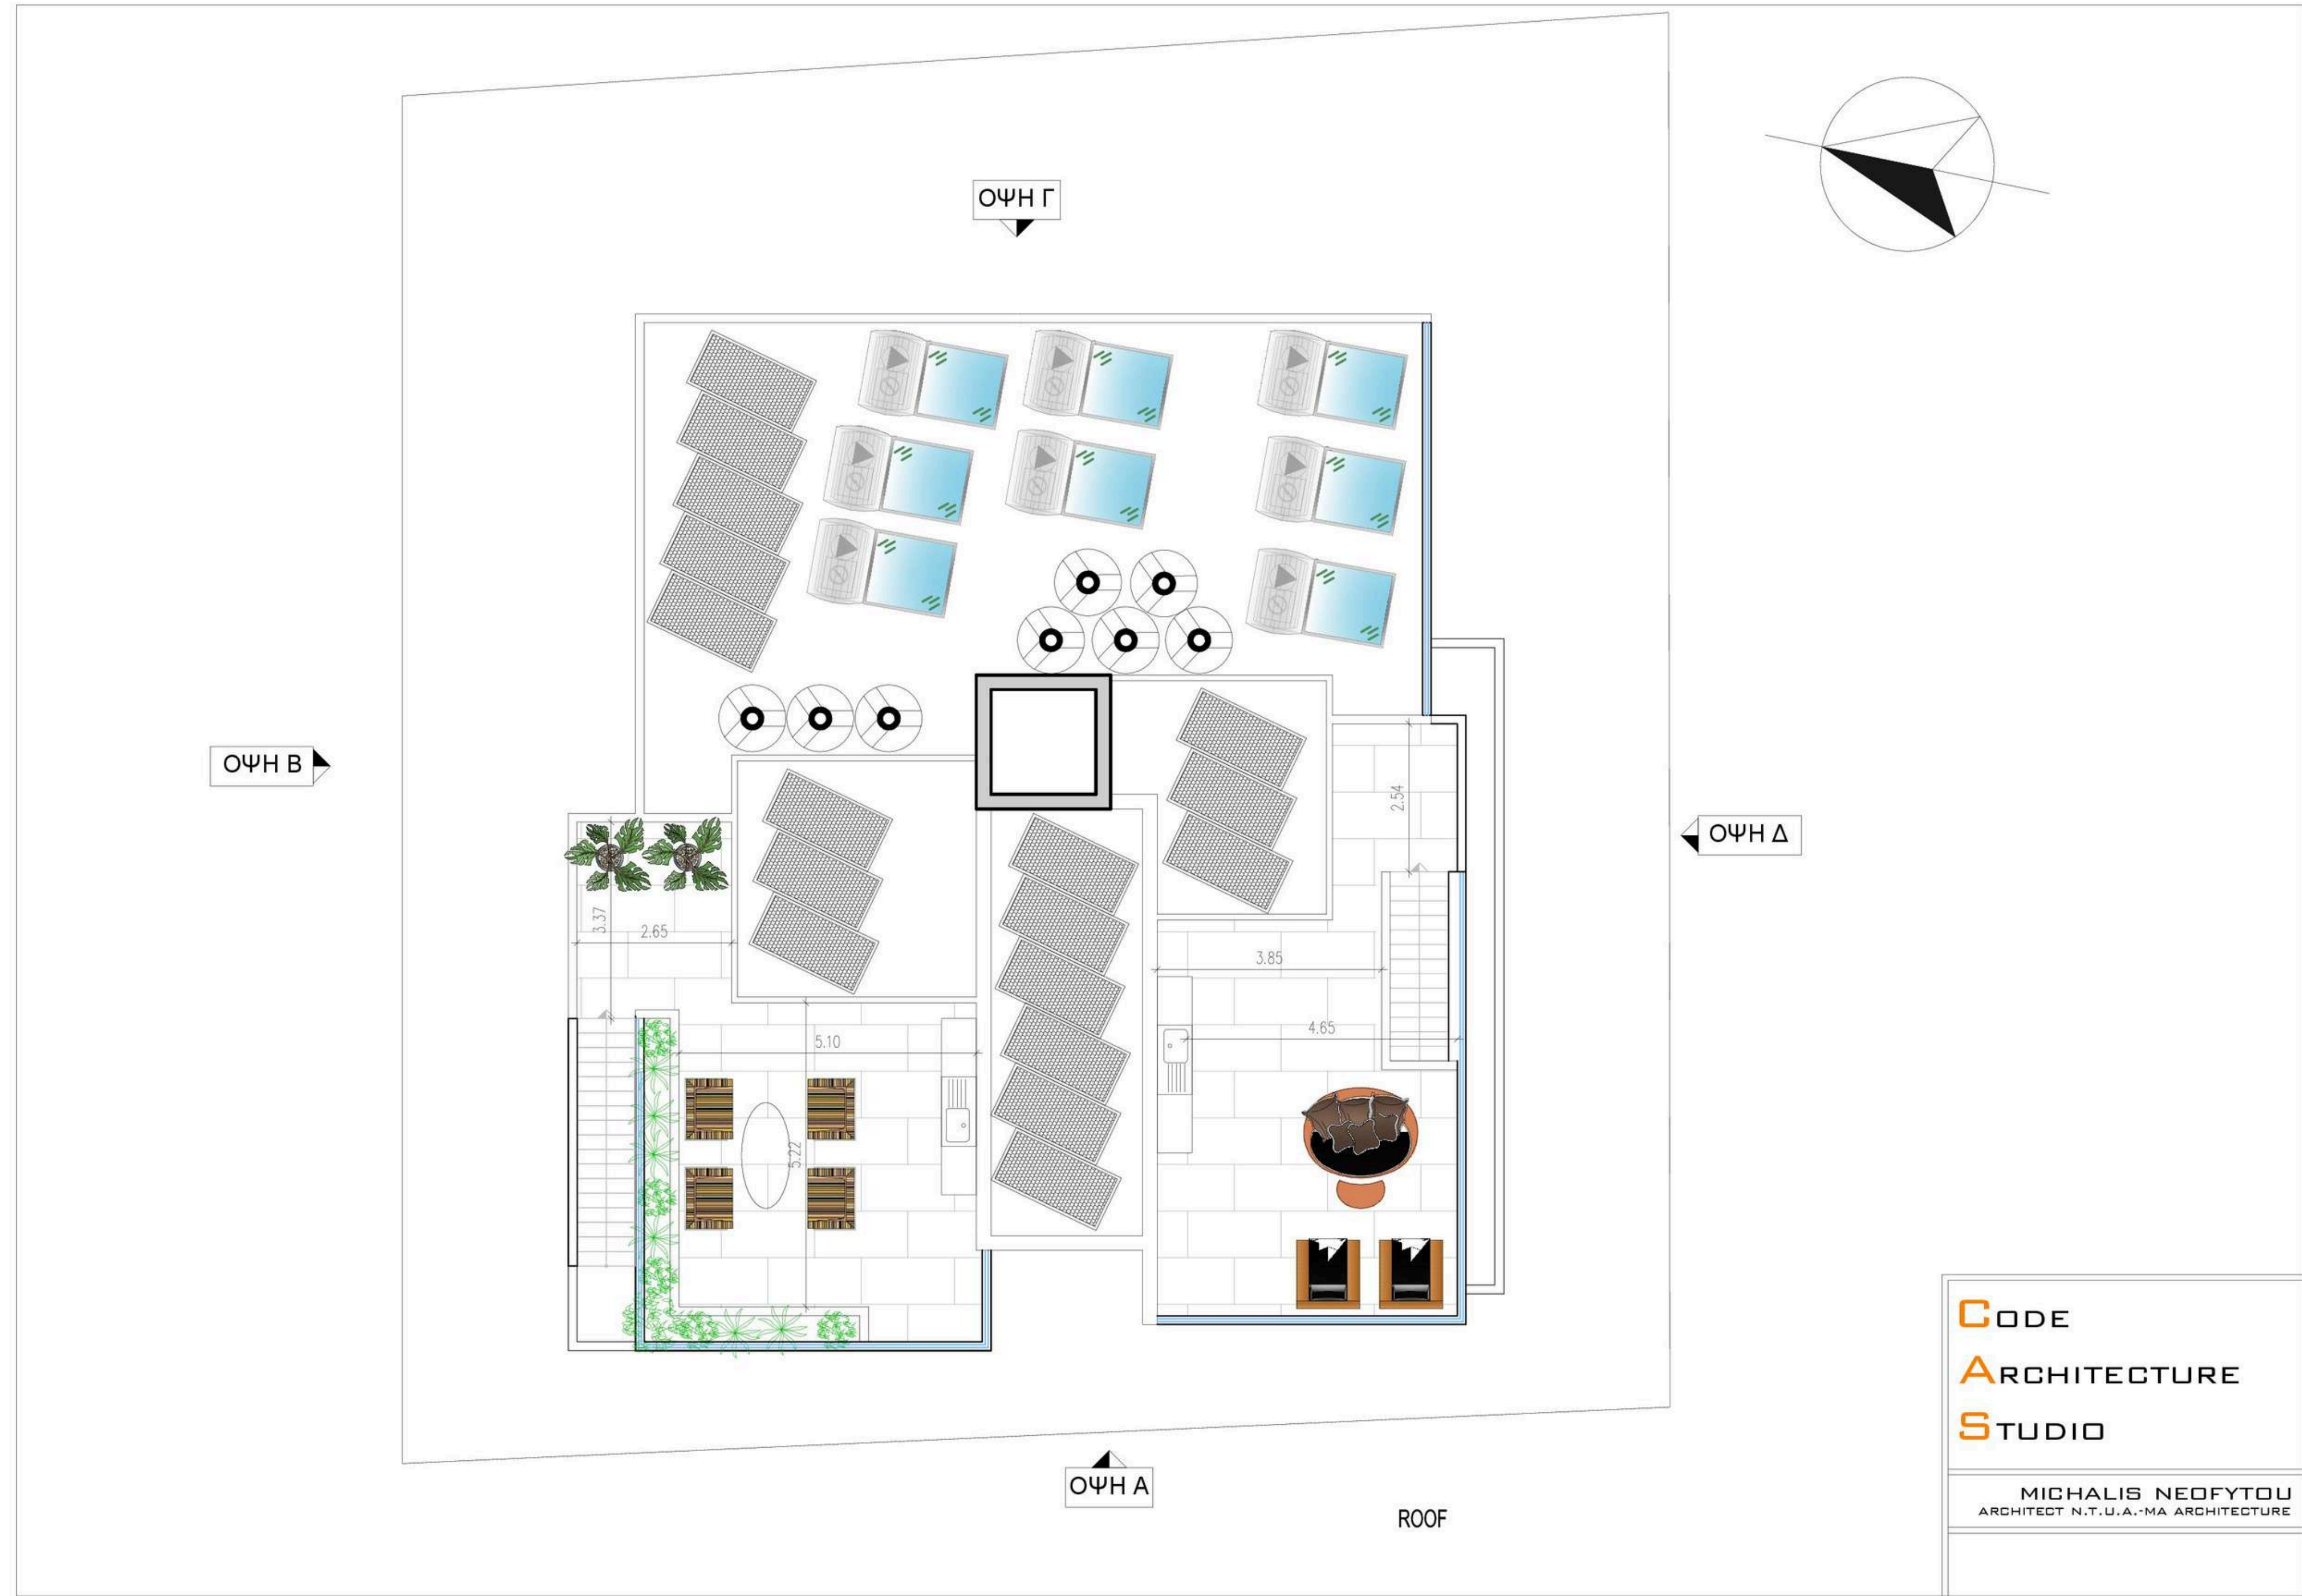 ΟΨΗ Γ
ΟΨΗ Β
2.54
ΟΨΗ Δ
3.37
2.65
3.85
4.65
5.10
5.22
ΟΨΗ Α
ROOF
CODE
ARCHITECTURE
STUDIO
MICHALIS NEOFYTOU
ARCHITECT N.T.U.A.-MA ARCHITECTURE